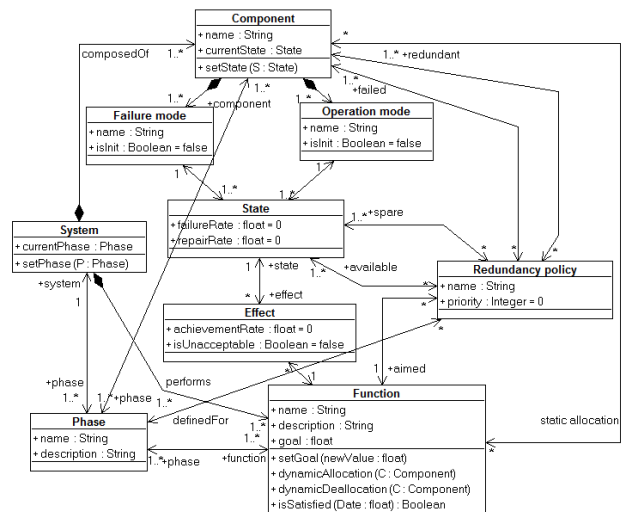 Component
+ name : String
+ currentState : State
+ setState (S : State)
composedOf
1..*
*
1..* +redundant
1..*
+failed
1..*
+component
1..*
1..*
Failure mode
+ name : String
+ isInit : Boolean = false
Operation mode
+ name : String
+ isInit : Boolean = false
1
1..*
1
1..*
State
+ failureRate : float = 0
+ repairRate : float = 0
1..* +spare
+available
1..*
System
+ currentPhase : Phase
+ setPhase (P : Phase)
+system
1
*
*
*
*
Redundancy policy
+ name : String
+ priority : Integer = 0
*
*
1 +state
* +effect
Effect
+ achievementRate : float = 0
+ isUnacceptable : Boolean = false
*
1
1 +aimed
performs
1..*
+phase
1..*
1..* +phase
definedFor
Phase
+ name : String
+ description : String
1..* +phase
1..*
1..*
+function
Function
+ name : String
+ description : String
+ goal : float
+ setGoal (newValue : float)
+ dynamicAllocation (C : Component)
+ dynamicDeallocation (C : Component)
+ isSatisfied (Date : float) : Boolean
static allocation
*